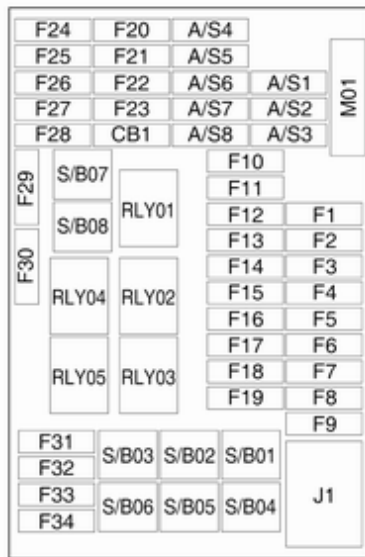 F24 F20 A/S4
F25 F21 A/S5
F26 F22 A/S6 A/S1
F27 F23 A/S7 A/S2
F28 CB1 A/S8 A/S3
M01
F29
F30
S/B07
S/B08
RLY01
RLY04 RLY02
RLY05 RLY03
F10
F11
F12 F1
F13 F2
F14 F3
F15 F4
F16 F5
F17 F6
F18 F7
F19 F8
F9
F31
F32
F33
F34
S/B03 S/B02 S/B01
S/B06 S/B05 S/B04
J1